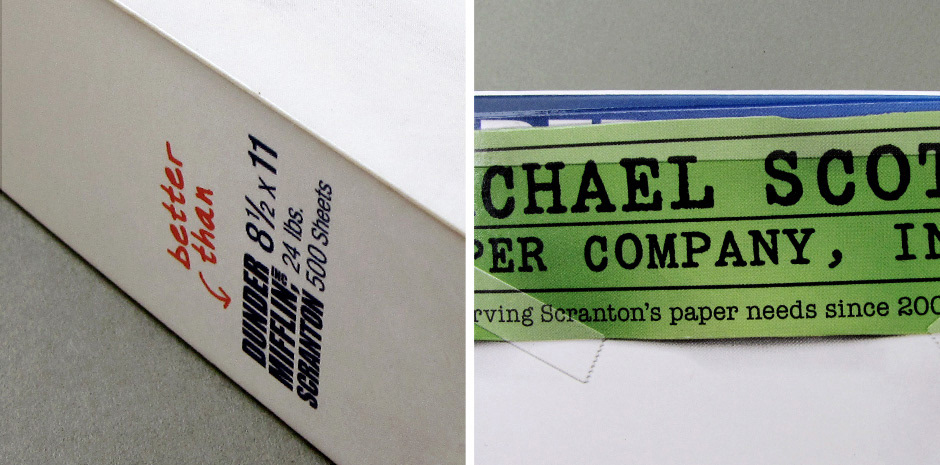 better
than
DUNDER
MIFFLIN INC,
SCRANTON
8½ x 11
24 lbs.
500 Sheets
CHAEL SCOT
PER COMPANY, IN
rving Scranton's paper needs since 200